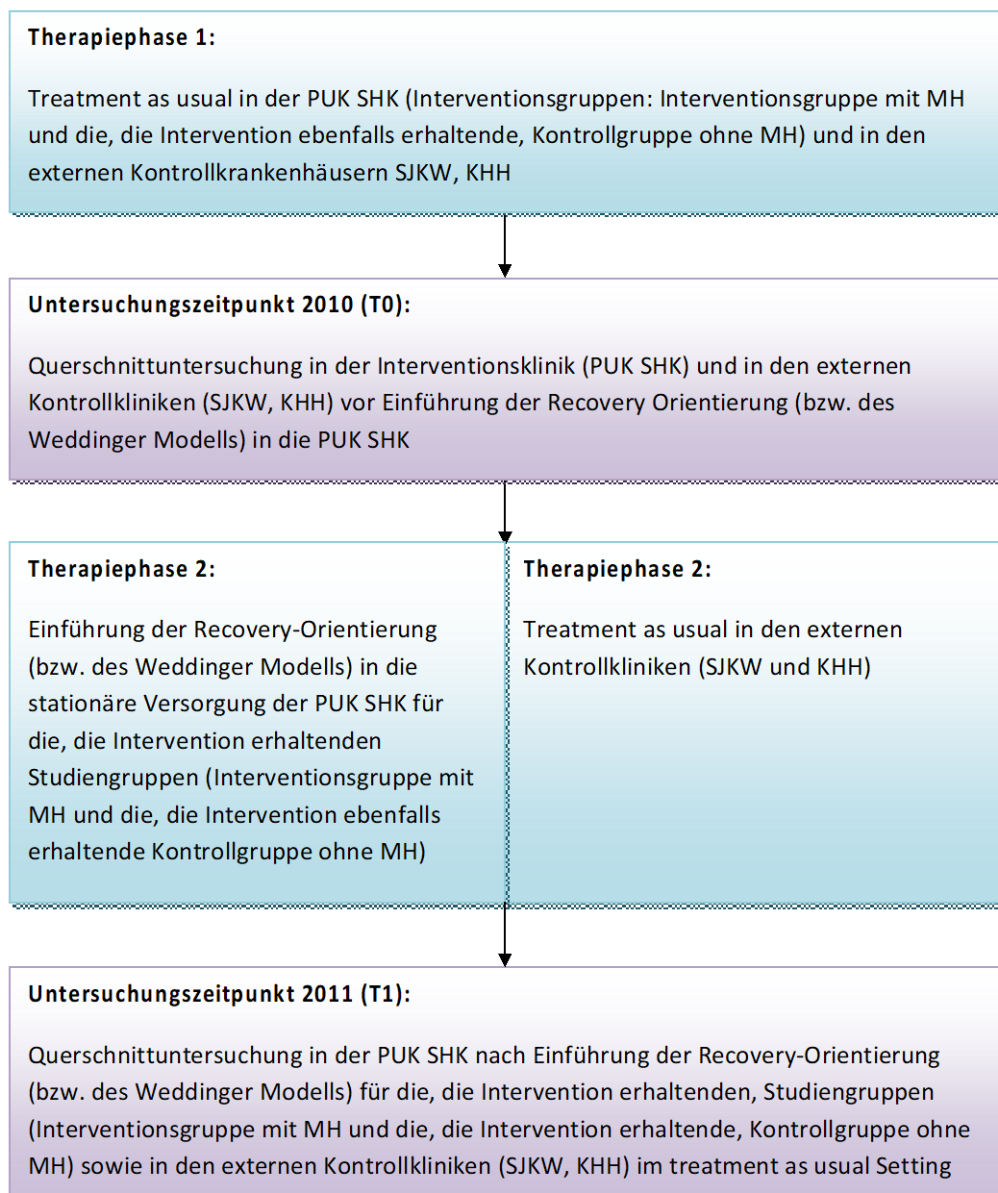 Therapiephase 1:
Treatment as usual in der PUK SHK (Interventionsgruppen: Interventionsgruppe mit MH
und die, die Intervention ebenfalls erhaltende, Kontrollgruppe ohne MH) und in den
externen Kontrollkrankenhäusern SJKW, KHH
Untersuchungszeitpunkt 2010 (T0):
Querschnittuntersuchung in der Interventionsklinik (PUK SHK) und in den externen
Kontrollkliniken (SJKW, KHH) vor Einführung der Recovery Orientierung (bzw. des
Weddinger Modells) in die PUK SHK
Therapiephase 2:
Einführung der Recovery-Orientierung
(bzw. des Weddinger Modells) in die
stationäre Versorgung der PUK SHK für
die, die Intervention erhaltenden
Studiengruppen (Interventionsgruppe mit
MH und die, die Intervention ebenfalls
erhaltende Kontrollgruppe ohne MH)
Therapiephase 2:
Treatment as usual in den externen
Kontrollkliniken (SJKW und KHH)
Untersuchungszeitpunkt 2011 (T1):
Querschnittuntersuchung in der PUK SHK nach Einführung der Recovery-Orientierung
(bzw. des Weddinger Modells) für die, die Intervention erhaltenden, Studiengruppen
(Interventionsgruppe mit MH und die, die Intervention erhaltende, Kontrollgruppe ohne
MH) sowie in den externen Kontrollkliniken (SJKW, KHH) im treatment as usual Setting